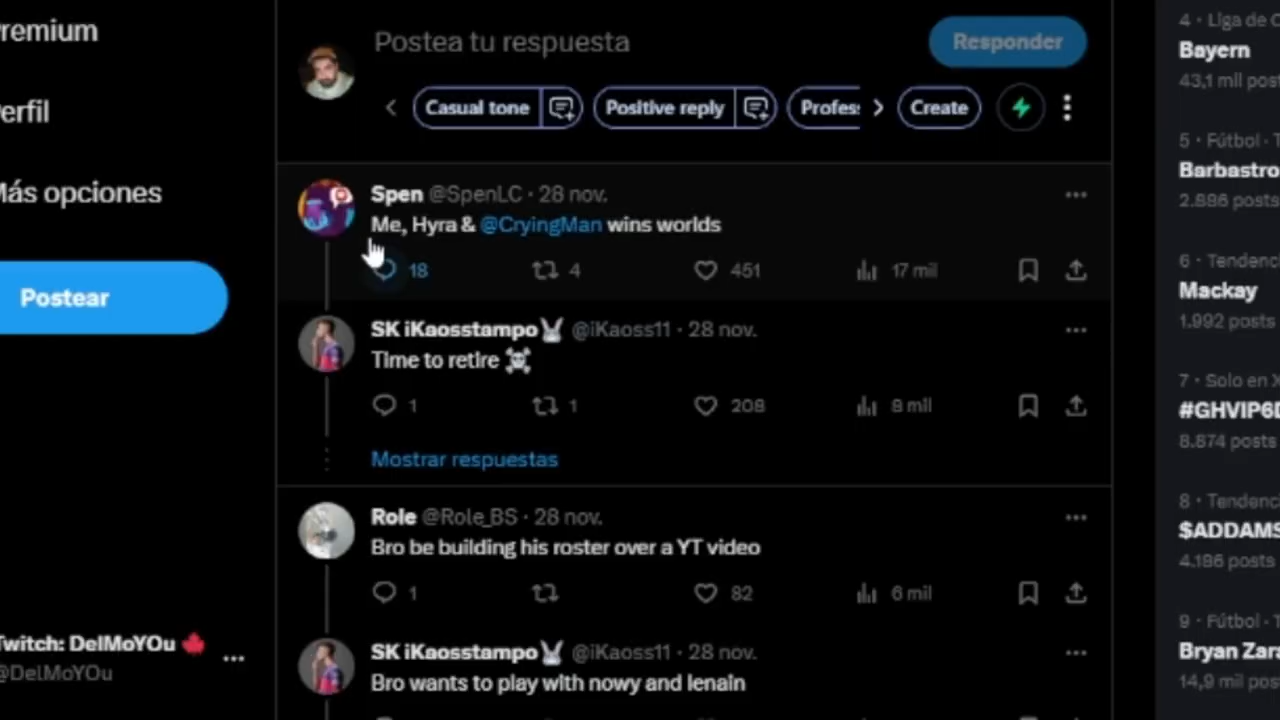 Premium
Perfil
Más opciones
Postear
Twitch: DelMoYOu
@DelMoYOu
Postea tu respuesta
Responder
Casual tone
Positive reply
Profes
Create
Spen @SpenLC · 28 nov.
Me, Hyra & @CryingMan wins worlds
18 4 451 17 mil
SK iKaosstampo @iKaoss11 · 28 nov.
Time to retire
1 1 208 8 mil
Mostrar respuestas
Role @Role_BS · 28 nov.
Bro be building his roster over a YT video
1 82 6 mil
SK iKaosstampo @iKaoss11 · 28 nov.
Bro wants to play with nowy and lenain
4 · Liga de C
Bayern
43,1 mil post
5 · Fútbol · T
Barbastro
2.896 posts
6 · Tendenc
Mackay
1.992 posts
7 · Solo en X
#GHVIP6D
8.874 posts
8 · Tendenc
$ADDAMS
4.186 posts
9 · Fútbol · T
Bryan Zara
14,9 mil pos